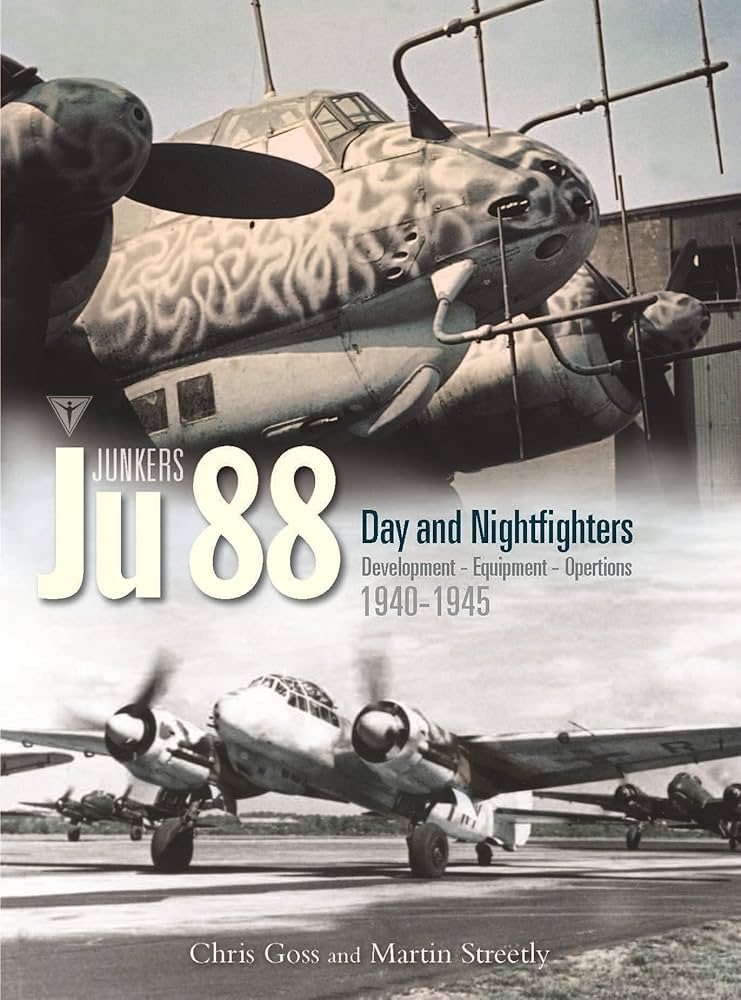 JUNKERS
Ju 88
Day and Nightfighters
Development - Equipment - Opertions
1940-1945
Chris Goss and Martin Streetly